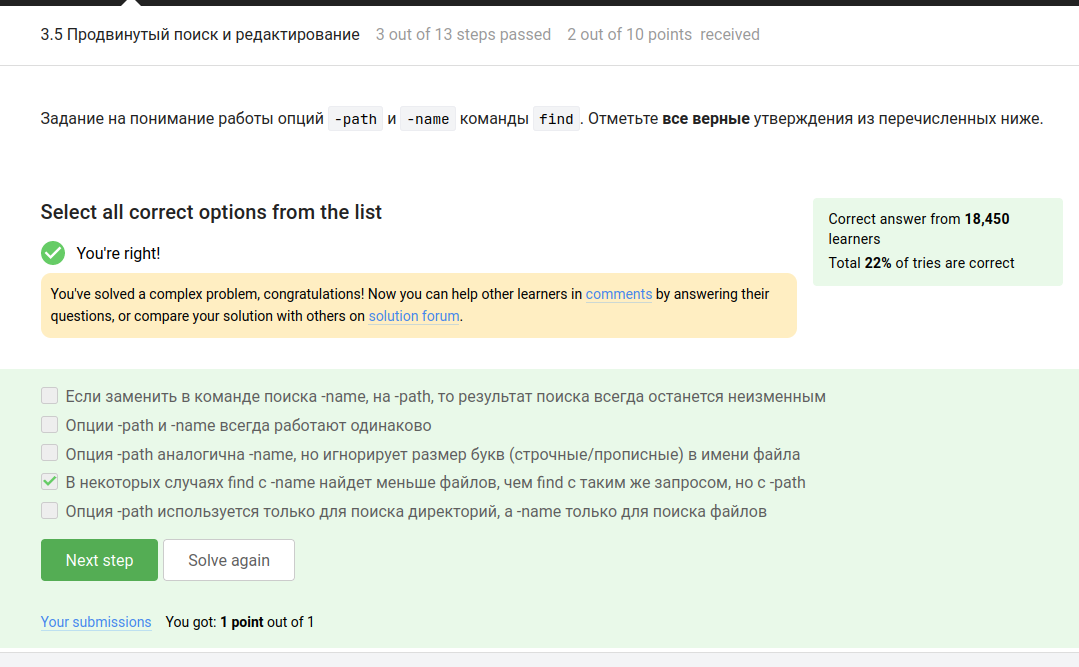 3.5 Продвинутый поиск и редактирование 3 out of 13 steps passed 2 out of 10 points received
Задание на понимание работы опций -path и -name команды find. Отметьте все верные утверждения из перечисленных ниже.
Select all correct options from the list
You're right!
You've solved a complex problem, congratulations! Now you can help other learners in comments by answering their
questions, or compare your solution with others on solution forum.
Correct answer from 18,450
learners
Total 22% of tries are correct
Если заменить в команде поиска -name, на -path, то результат поиска всегда останется неизменным
Опции -path и -name всегда работают одинаково
Опция -path аналогична -name, но игнорирует размер букв (строчные/прописные) в имени файла
В некоторых случаях find с -name найдет меньше файлов, чем find с таким же запросом, но с -path
Опция -path используется только для поиска директорий, а -name только для поиска файлов
Next step Solve again
Your submissions You got: 1 point out of 1